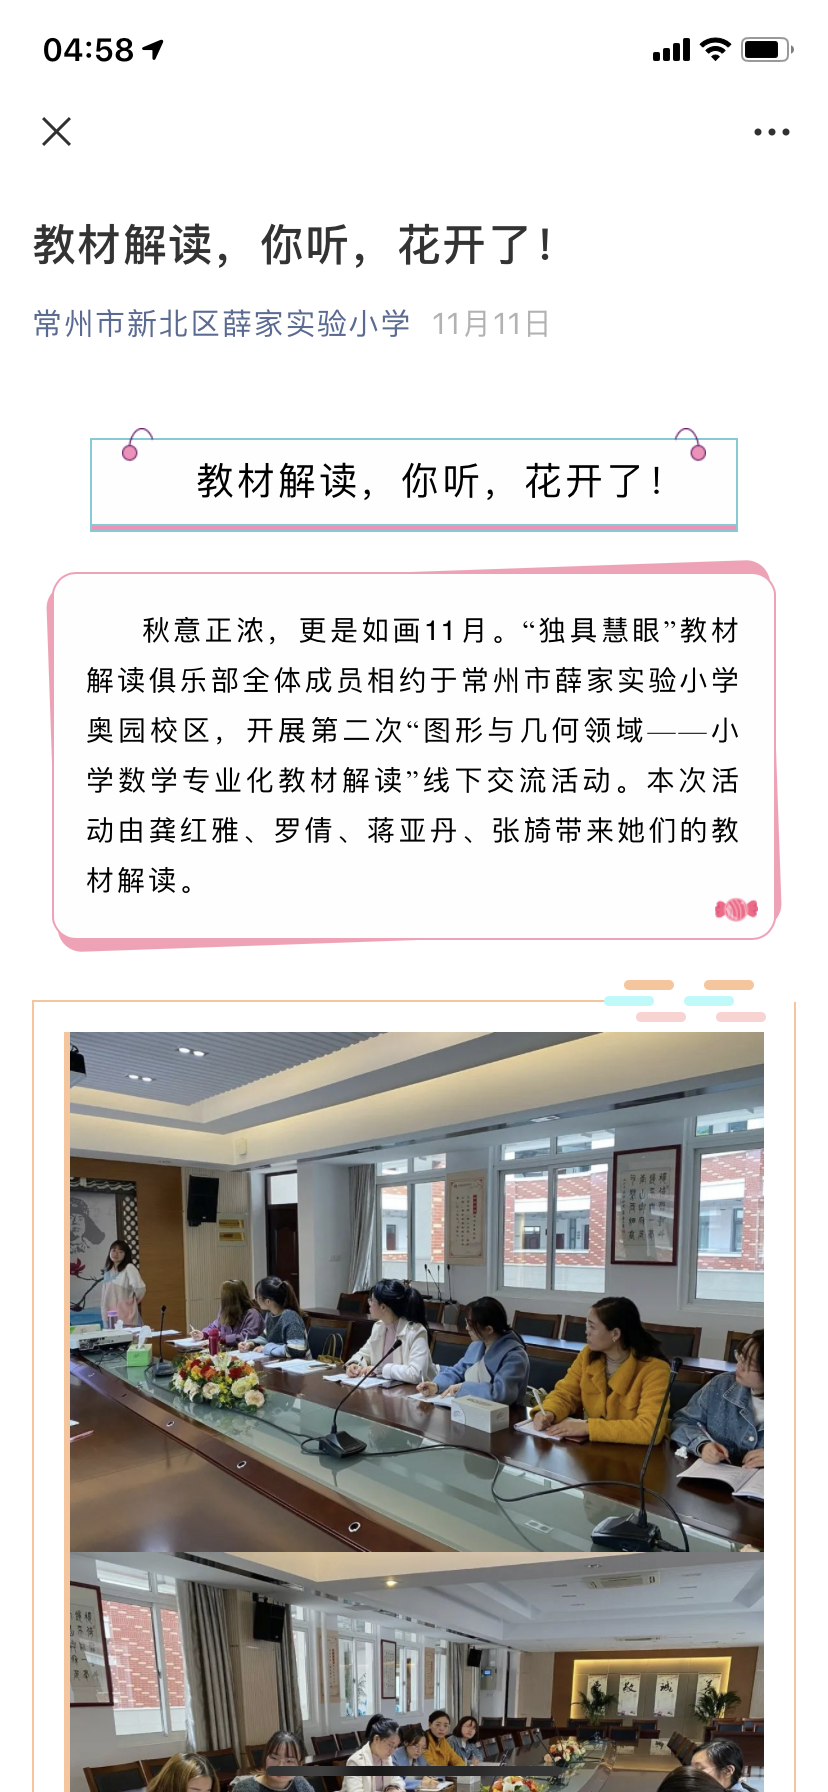 04:58
教材解读，你听，花开了！
常州市新北区薛家实验小学 11月11日
教材解读，你听，花开了！
秋意正浓，更是如画11月。“独具慧眼”教材
解读俱乐部全体成员相约于常州市薛家实验小学
奥园校区，开展第二次“图形与几何领域——小
学数学专业化教材解读”线下交流活动。本次活
动由龚红雅、罗倩、蒋亚丹、张旖带来她们的教
材解读。